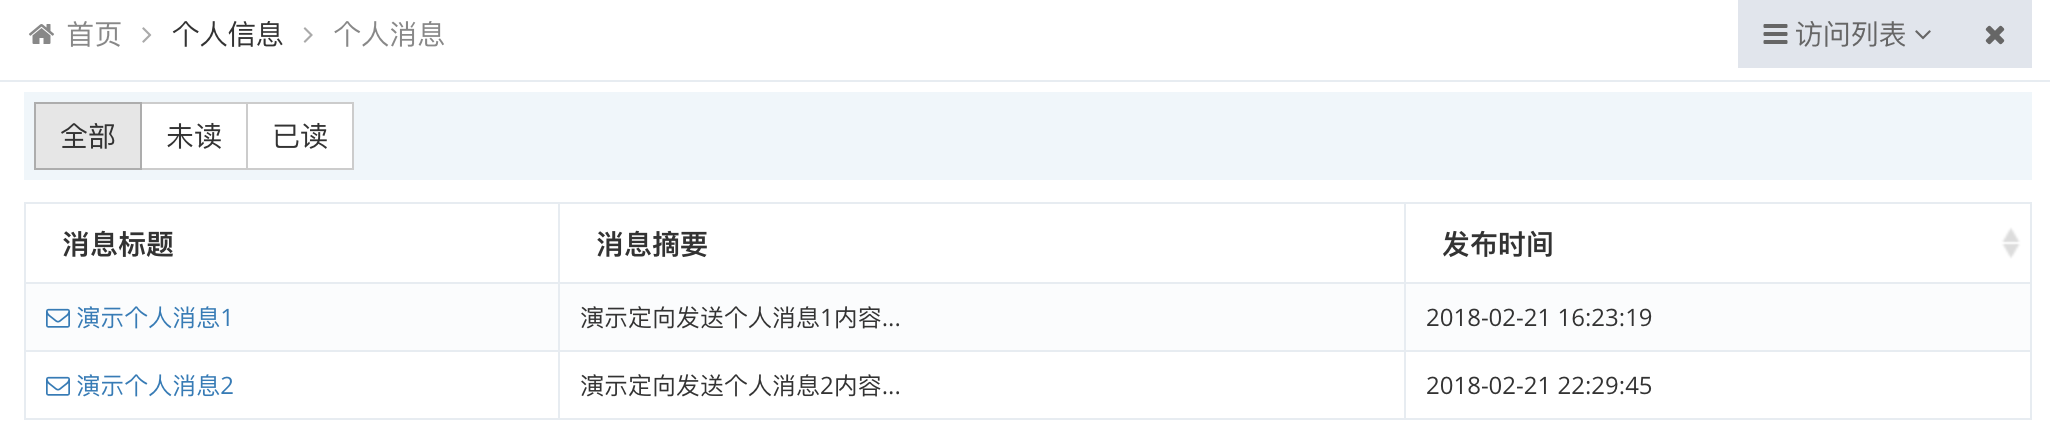 首页 > 个人信息 > 个人消息 访问列表
全部 未读 已读
消息标题 消息摘要 发布时间
演示个人消息1 演示定向发送个人消息1内容... 2018-02-21 16:23:19
演示个人消息2 演示定向发送个人消息2内容... 2018-02-21 22:29:45